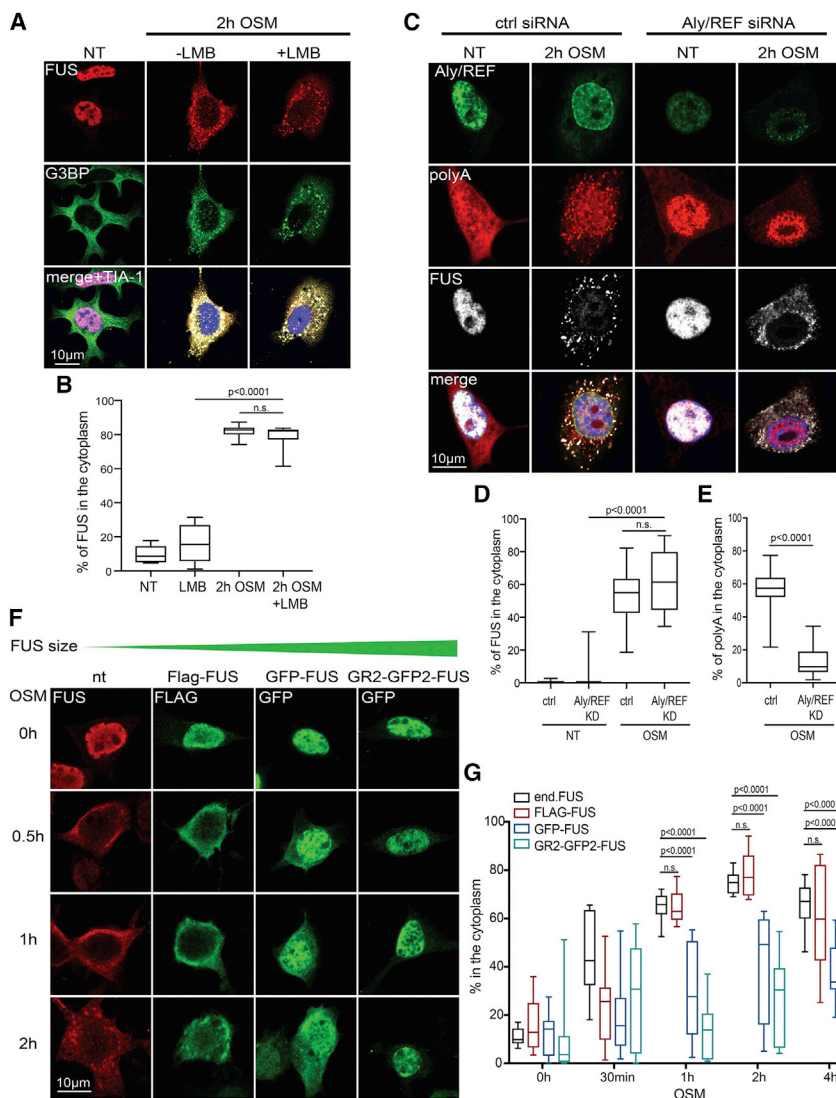 A
2h OSM
NT -LMB +LMB
FUS
G3BP
merge+TIA-1
10µm
B
p<0.0001
n.s.
% of FUS in the cytoplasm
100
80
60
40
20
0
NT LMB 2h OSM 2h OSM
+LMB
C
ctrl siRNA Aly/REF siRNA
NT 2h OSM NT 2h OSM
Aly/REF
polyA
FUS
merge
10µm
D
p<0.0001
n.s.
% of FUS in the cytoplasm
100
80
60
40
20
0
ctrl Aly/REF KD ctrl Aly/REF KD
NT OSM
E
p<0.0001
% of polyA in the cytoplasm
100
80
60
40
20
0
ctrl Aly/REF KD
OSM
F
FUS size
nt Flag-FUS GFP-FUS GR2-GFP2-FUS
OSM
FUS FLAG GFP GFP
0h
0.5h
1h
2h
10µm
G
end.FUS
FLAG-FUS
GFP-FUS
GR2-GFP2-FUS
p<0.0001
p<0.0001
n.s.
p<0.0001
p<0.0001
n.s.
p<0.000
p<0.000
n.s.
% in the cytoplasm
100
80
60
40
20
0
0h 30min 1h 2h 4h
OSM